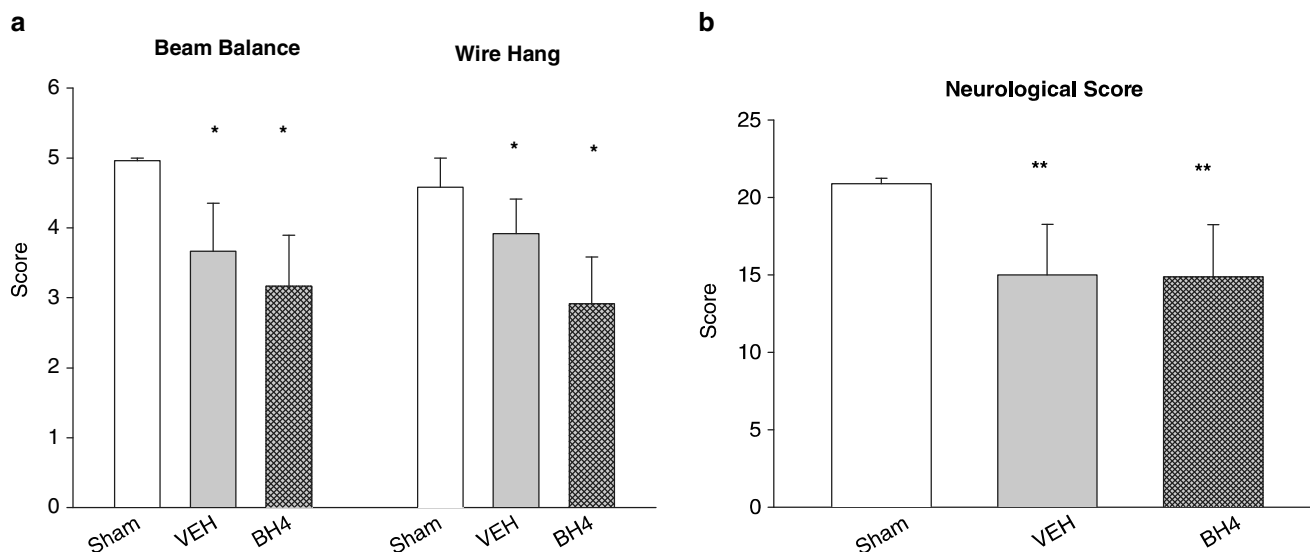 a
Beam Balance
Wire Hang
6
5
4
3
2
1
0
Score
* * * *
Sham VEH BH4 Sham VEH BH4
b
Neurological Score
25
20
15
10
5
0
Score
** **
Sham VEH BH4